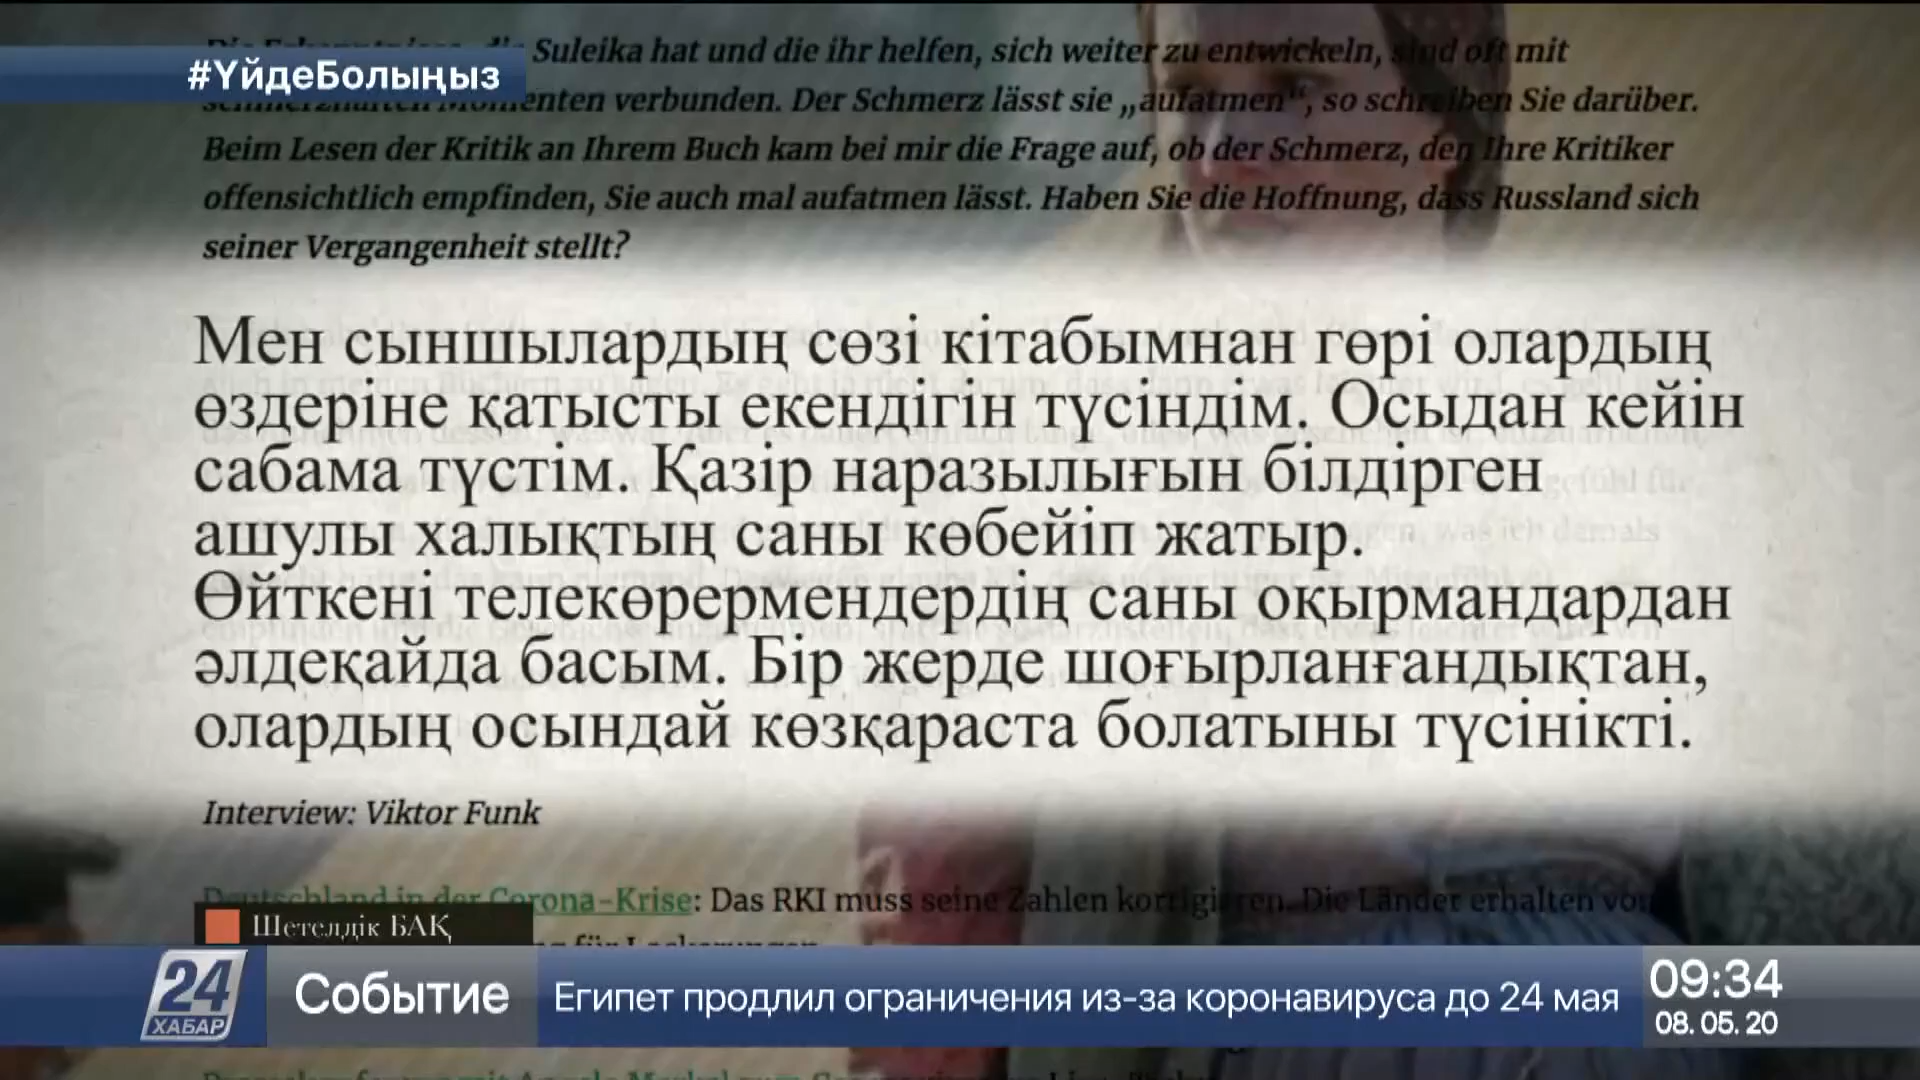 Suleika hat und die ihr helfen, sich weiter zu entwickeln, sind oft mit
#ҮйдеБолыңыз
verbunden. Der Schmerz lässt sie „aufatmen“, so schreiben Sie darüber.
Beim Lesen der Kritik an Ihrem Buch kam bei mir die Frage auf, ob der Schmerz, den Ihre Kritiker
offensichtlich empfinden, Sie auch mal aufatmen lässt. Haben Sie die Hoffnung, dass Russland sich
seiner Vergangenheit stellt?
Мен сыншылардың сөзі кітабымнан гөрі олардың
өздеріне қатысты екендігін түсіндім. Осыдан кейін
сабама түстім. Қазір наразылығын білдірген
ашулы халықтың саны көбейіп жатыр.
Өйткені телекөрермендердің саны оқырмандардан
әлдеқайда басым. Бір жерде шоғырланғандықтан,
олардың осындай көзқараста болатыны түсінікті.
Interview: Viktor Funk
Deutschland in der Corona-Krise: Das RKI muss seine Zahlen korrigieren. Die Länder erhalten von
Шетелдік БАҚ
24
ХАБАР
Событие
Египет продлил ограничения из-за коронавируса до 24 мая
09:34
08.05.20